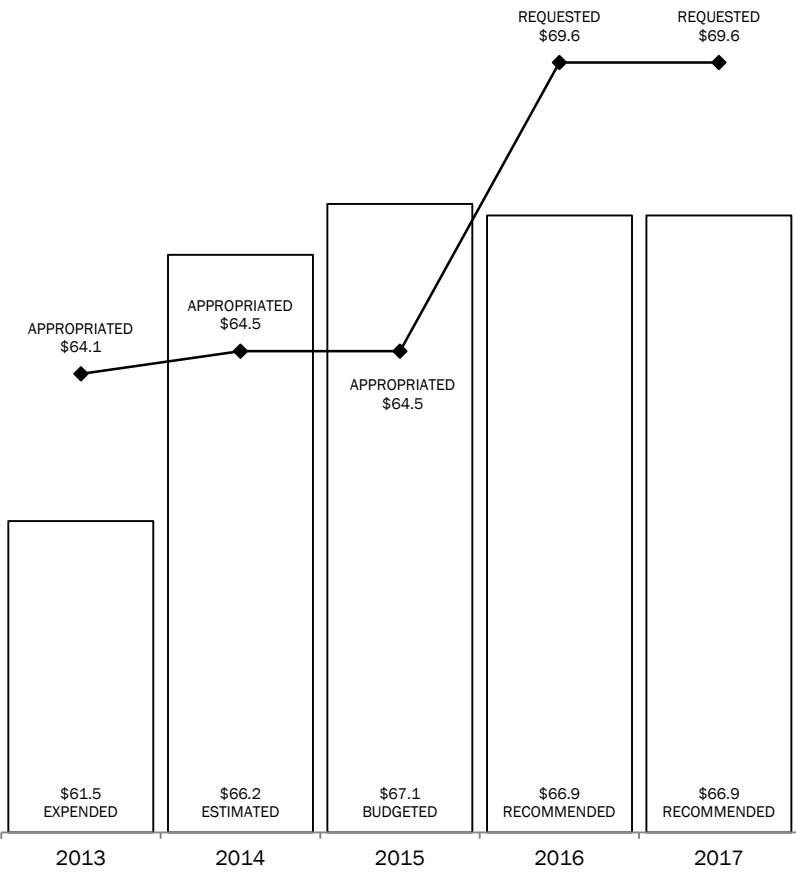 REQUESTED
$69.6
REQUESTED
$69.6
APPROPRIATED
$64.1
APPROPRIATED
$64.5
APPROPRIATED
$64.5
$61.5
EXPENDED
$66.2
ESTIMATED
$67.1
BUDGETED
$66.9
RECOMMENDED
$66.9
RECOMMENDED
2013
2014
2015
2016
2017